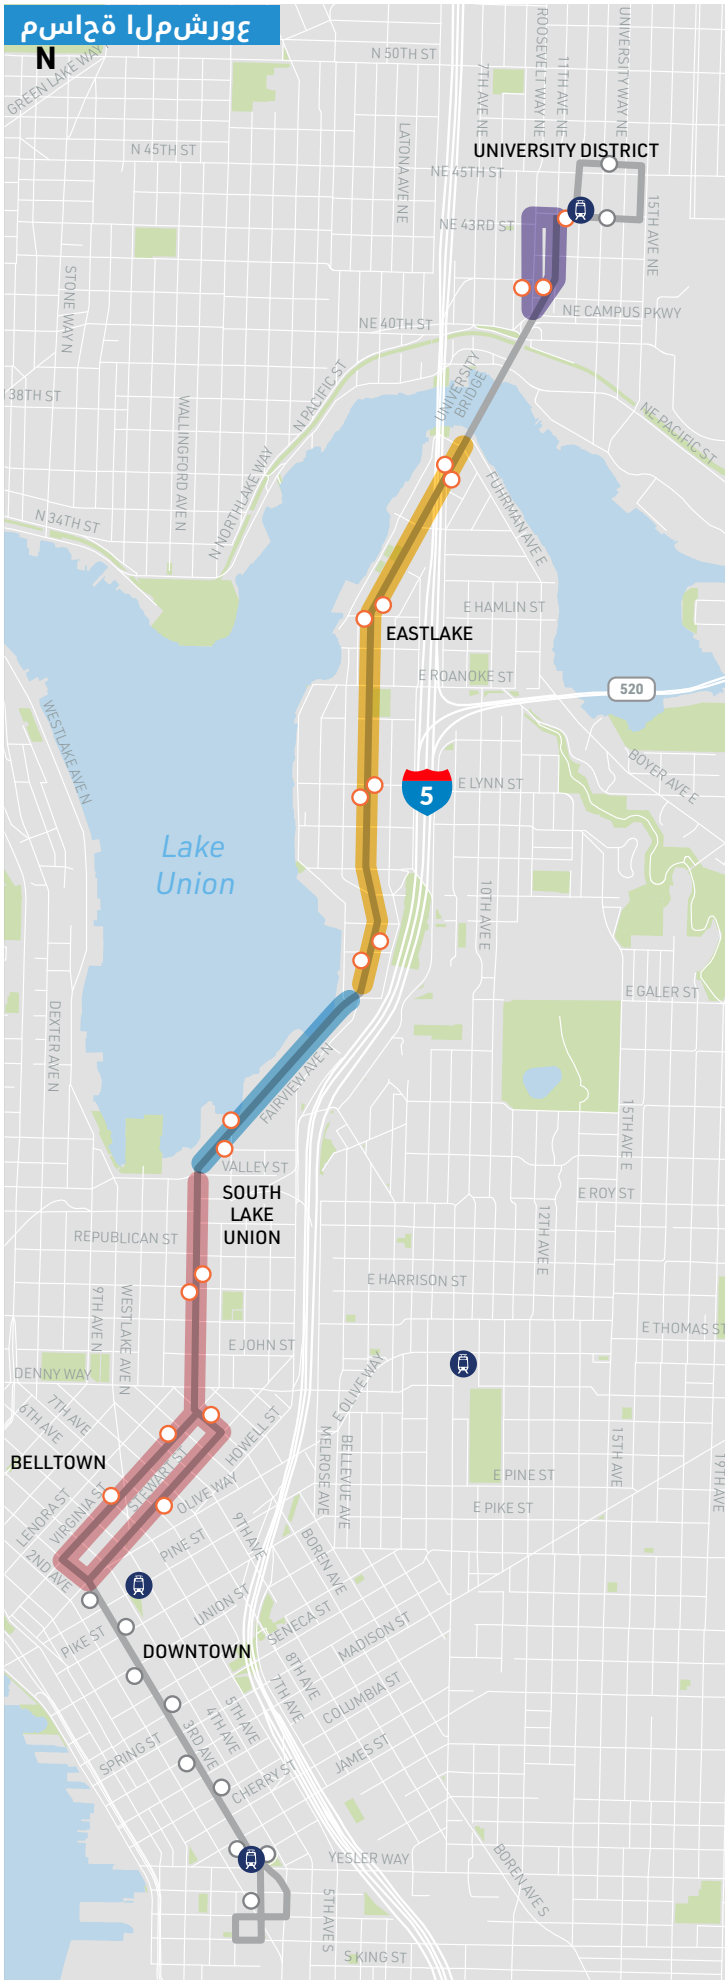 عورشملا ةحاسم
N
GREEN LAKE WAY N
N 50TH ST
7TH AVE NE
ROOSEVELT WAY NE
11TH AVE NE
UNIVERSITY WAY NE
LATONA AVE NE
N 45TH ST
UNIVERSITY DISTRICT
NE 45TH ST
15TH AVE NE
NE 43RD ST
STONE WAY N
NE CAMPUS PKWY
NE 40TH ST
UNIVERSITY
BRIDGE
N PACIFIC ST
38TH ST
WALLINGFORD AVE N
NE PACIFIC ST
N NORTHLAKE WAY
FUHRMAN AVE E
N 34TH ST
E HAMLIN ST
EASTLAKE
E ROANOKE ST
520
WESTLAKE AVE N
BOYER AVE E
E LYNN ST
5
Lake
Union
10TH AVE E
E GALER ST
DEXTER AVE N
FAIRVIEW AVE N
15TH AVE E
VALLEY ST
SOUTH
LAKE
UNION
E ROY ST
12TH AVE E
REPUBLICAN ST
E HARRISON ST
9TH AVE N
WESTLAKE AVE N
E THOMAS ST
E JOHN ST
DENNY WAY
E OLIVE WAY
7TH AVE
6TH AVE
HOWELL ST
MELROSE AVE
BELLEVUE AVE
15TH AVE
19TH AVE
BELLTOWN
STEWART ST
E PINE ST
OLIVE WAY
LENORA ST
VIRGINIA ST
E PIKE ST
9TH AVE
PINE ST
BOREN AVE
2ND AVE
UNION ST
SENECA ST
PIKE ST
MADISON ST
DOWNTOWN
8TH AVE
7TH AVE
COLUMBIA ST
5TH AVE
4TH AVE
3RD AVE
SPRING ST
JAMES ST
CHERRY ST
YESLER WAY
BOREN AVE S
5TH AVE S
S KING ST